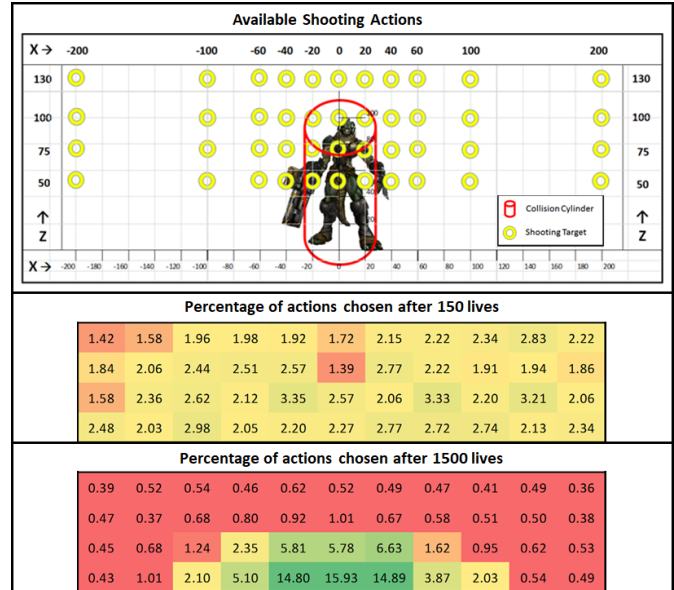 Available Shooting Actions
X → -200 -100 -60 -40 -20 0 20 40 60 100 200
130 130
100 100 100
75 75
50 50
Collision Cylinder
↑ 20 ↑
Z Shooting Target Z
X → -200 -180 -160 -140 -120 -100 -80 -60 -40 -20 0 20 40 60 80 100 120 140 160 180 200
Percentage of actions chosen after 150 lives
1.42 1.58 1.96 1.98 1.92 1.72 2.15 2.22 2.34 2.83 2.22
1.84 2.06 2.44 2.51 2.57 1.39 2.77 2.22 1.91 1.94 1.86
1.58 2.36 2.62 2.12 3.35 2.57 2.06 3.33 2.20 3.21 2.06
2.48 2.03 2.98 2.05 2.20 2.27 2.77 2.72 2.74 2.13 2.34
Percentage of actions chosen after 1500 lives
0.39 0.52 0.54 0.46 0.62 0.52 0.49 0.47 0.41 0.49 0.36
0.47 0.37 0.68 0.80 0.92 1.01 0.67 0.58 0.51 0.50 0.38
0.45 0.68 1.24 2.35 5.81 5.78 6.63 1.62 0.95 0.62 0.53
0.43 1.01 2.10 5.10 14.80 15.93 14.89 3.87 2.03 0.54 0.49